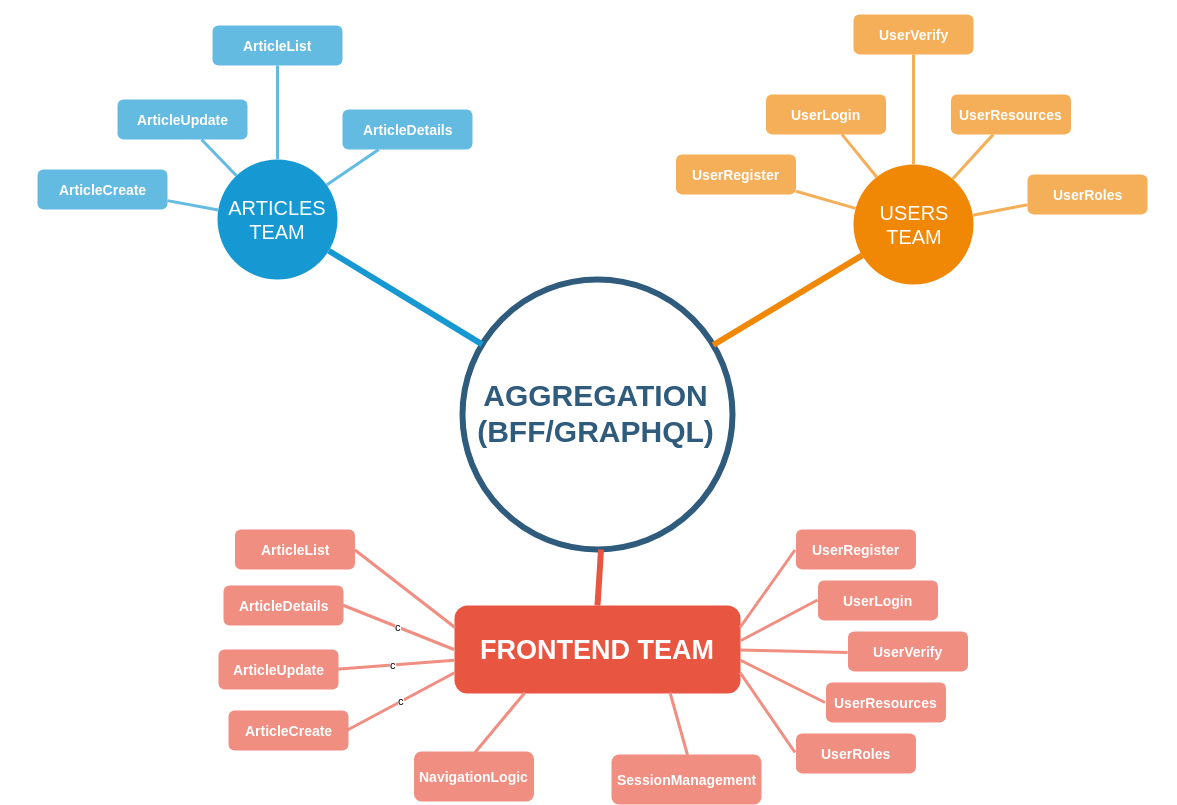 UserVerify
ArticleList
UserLogin
UserResources
ArticleUpdate
ArticleDetails
UserRegister
ArticleCreate
UserRoles
ARTICLES
TEAM
USERS
TEAM
AGGREGATION
(BFF/GRAPHQL)
ArticleList
UserRegister
ArticleDetails
UserLogin
c
FRONTEND TEAM
UserVerify
ArticleUpdate
c
c
UserResources
ArticleCreate
UserRoles
NavigationLogic
SessionManagement